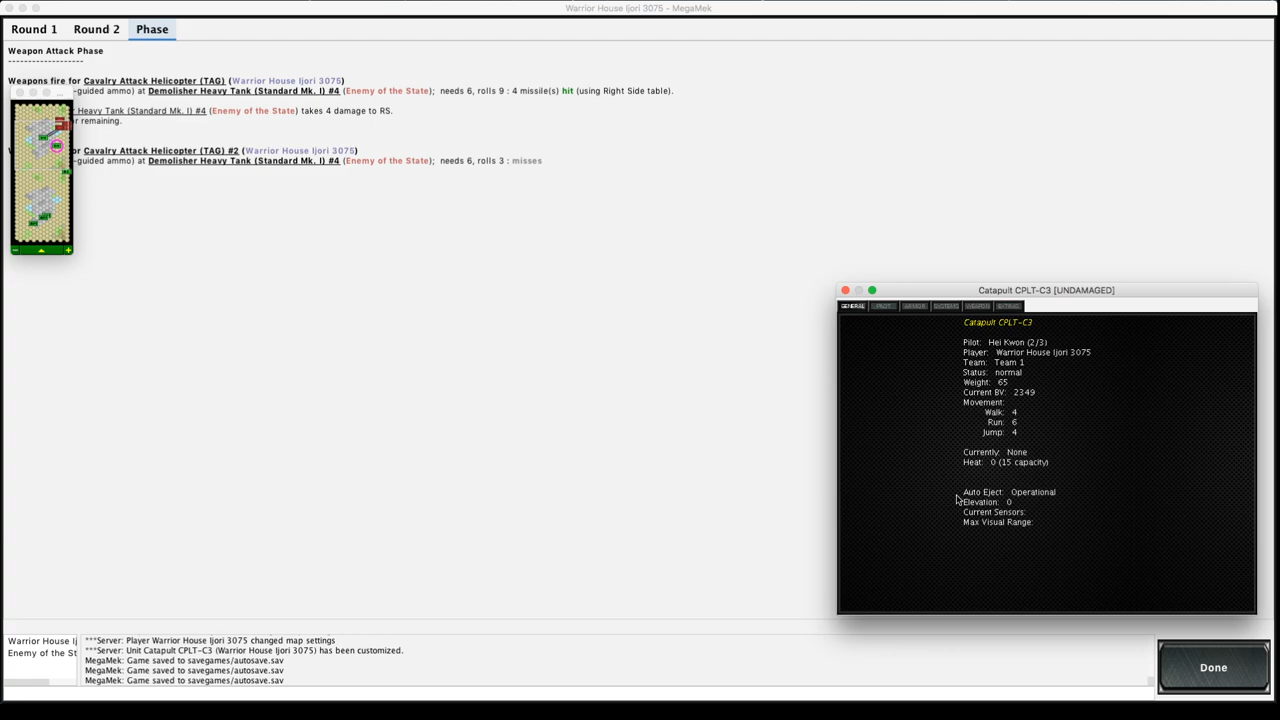 Warrior House Ijori 3075 - MegaMek
Round 1 Round 2 Phase
Weapon Attack Phase
-------------------
Weapons fire for Cavalry Attack Helicopter (TAG) (Warrior House Ijori 3075)
-guided ammo) at Demolisher Heavy Tank (Standard Mk. I) #4 (Enemy of the State); needs 6, rolls 9 : 4 missile(s) hit (using Right Side table).
Heavy Tank (Standard Mk. I) #4 (Enemy of the State) takes 4 damage to RS.
remaining.
Cavalry Attack Helicopter (TAG) #2 (Warrior House Ijori 3075)
-guided ammo) at Demolisher Heavy Tank (Standard Mk. I) #4 (Enemy of the State); needs 6, rolls 3 : misses
Catapult CPLT-C3 [UNDAMAGED]
GENERAL PILOT ARMOR SYSTEMS WEAPON EXTRAS
Catapult CPLT-C3
Pilot: Hei Kwon (2/3)
Player: Warrior House Ijori 3075
Team: Team 1
Status: normal
Weight: 65
Current BV: 2349
Movement:
Walk: 4
Run: 6
Jump: 4
Currently: None
Heat: 0 (15 capacity)
Auto Eject: Operational
Elevation: 0
Current Sensors:
Max Visual Range:
Warrior House Ij
Enemy of the St
***Server: Player Warrior House Ijori 3075 changed map settings
***Server: Unit Catapult CPLT-C3 (Warrior House Ijori 3075) has been customized.
MegaMek: Game saved to savegames/autosave.sav
MegaMek: Game saved to savegames/autosave.sav
MegaMek: Game saved to savegames/autosave.sav
Done